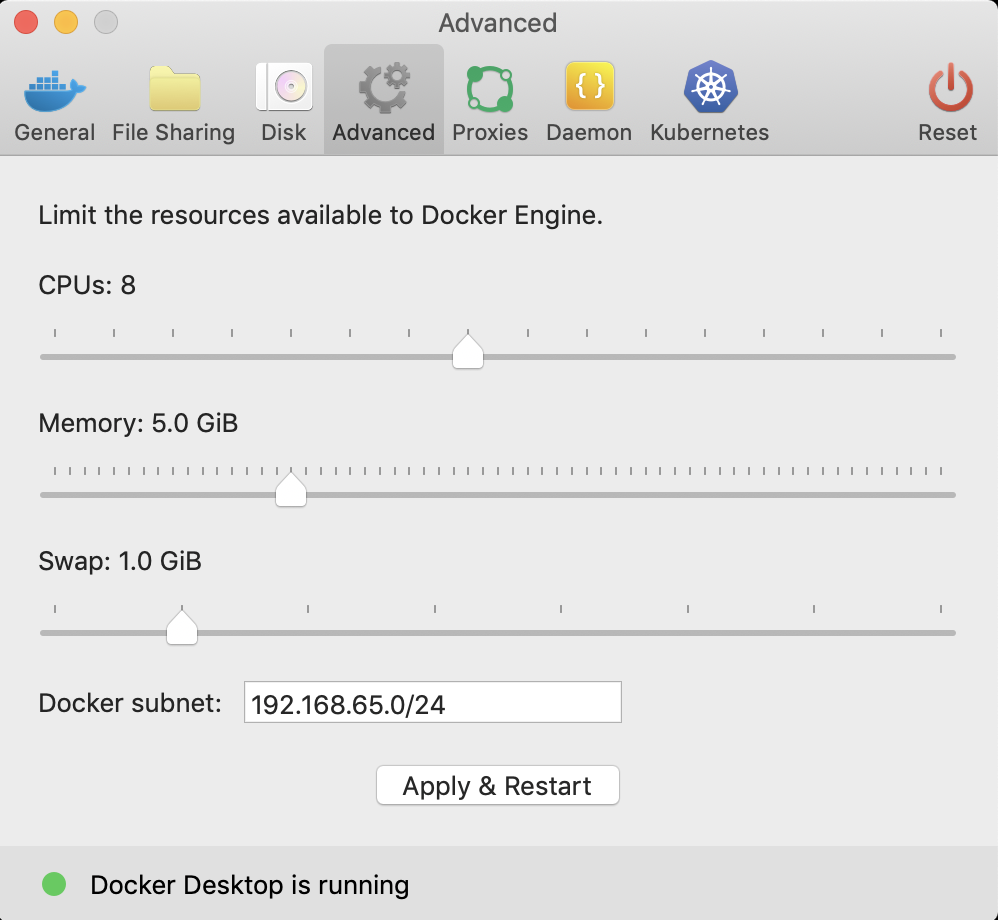 Advanced
General File Sharing Disk Advanced Proxies Daemon Kubernetes Reset
Limit the resources available to Docker Engine.
CPUs: 8
Memory: 5.0 GiB
Swap: 1.0 GiB
Docker subnet: 192.168.65.0/24
Apply & Restart
Docker Desktop is running